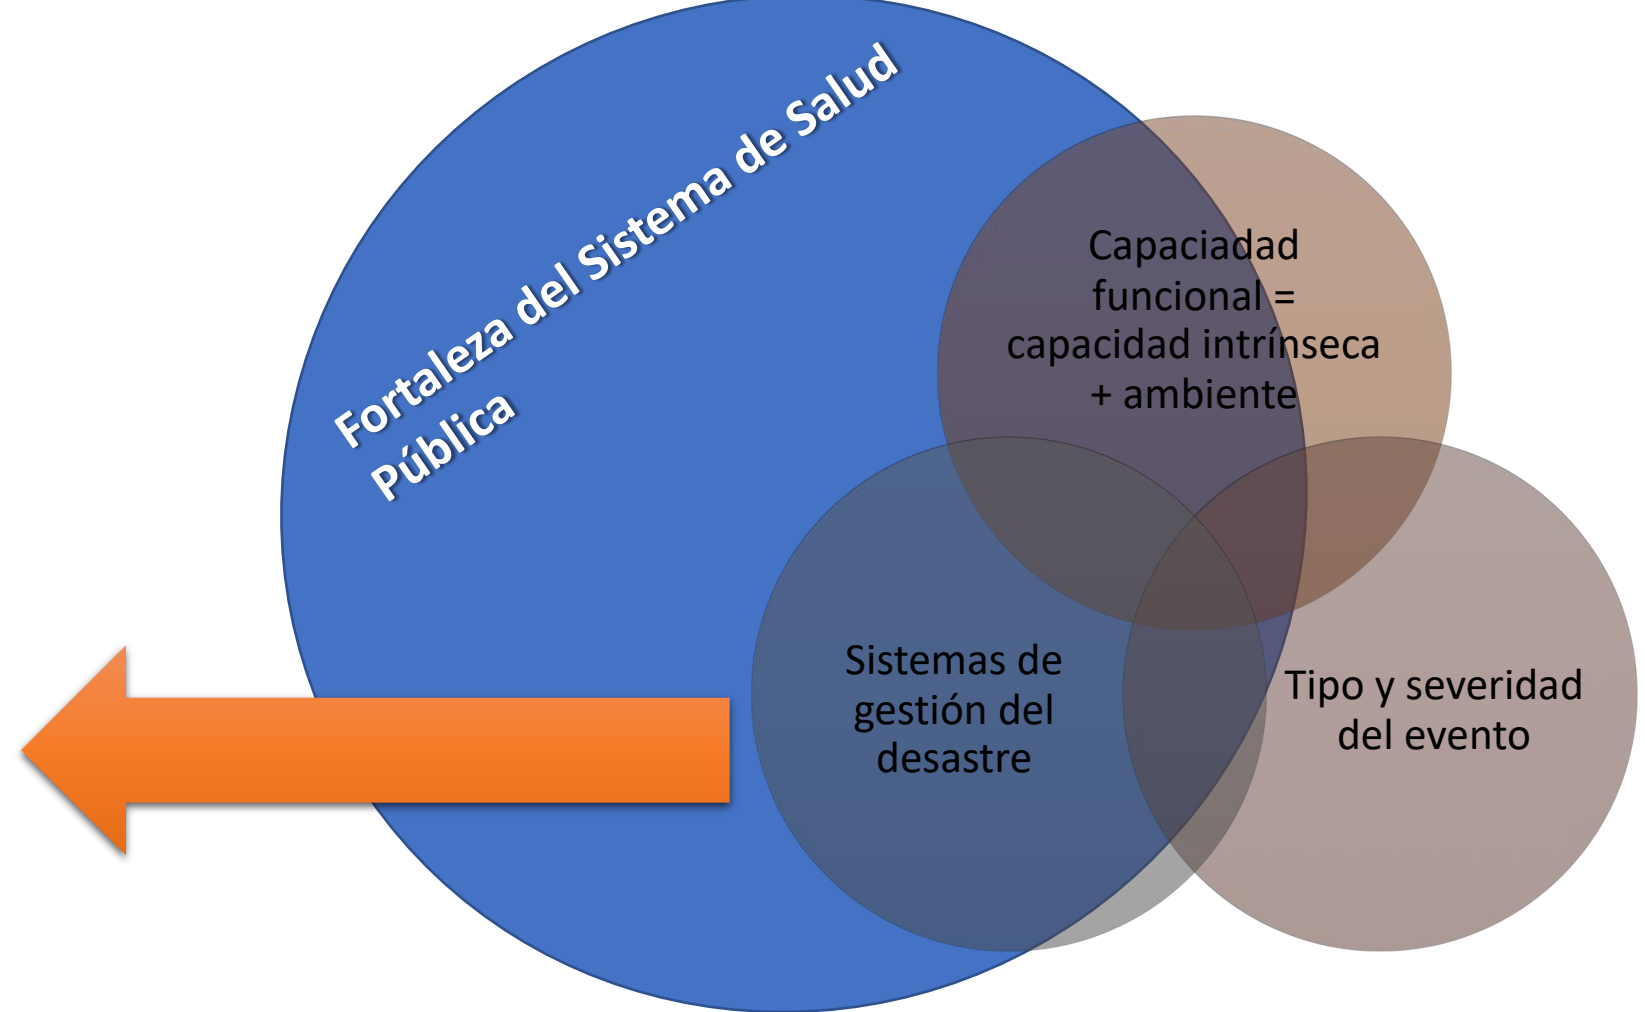 Fortaleza del Sistema de Salud
Pública
Capaciadad
funcional =
capacidad intrínseca
+ ambiente
Sistemas de
gestión del
desastre
Tipo y severidad
del evento